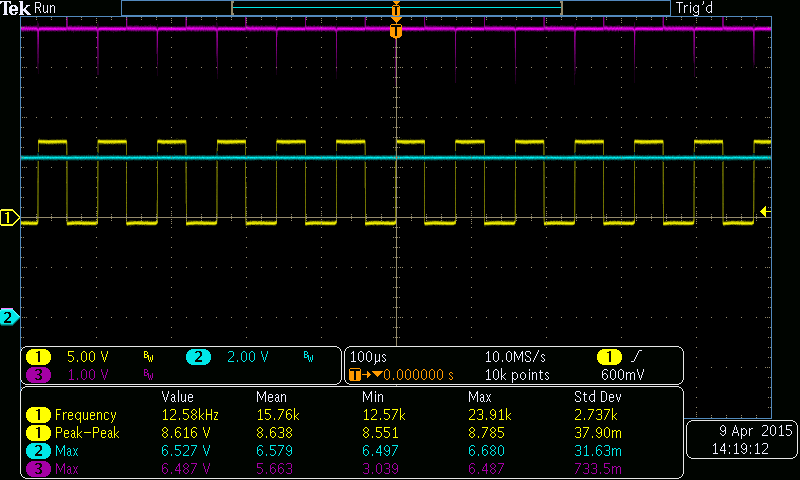 Tek Run Trig'd
T
T
1
2
1 5.00 V BW 2 2.00 V BW 100µs 10.0MS/s 1 600mV
3 1.00 V BW T→▼0.000000 s 10k points
Value Mean Min Max Std Dev
1 Frequency 12.58kHz 15.76k 12.57k 23.91k 2.737k
1 Peak-Peak 8.616 V 8.638 8.551 8.785 37.90m
2 Max 6.527 V 6.579 6.497 6.680 31.63m
3 Max 6.487 V 5.663 3.039 6.487 733.5m
9 Apr 2015
14:19:12